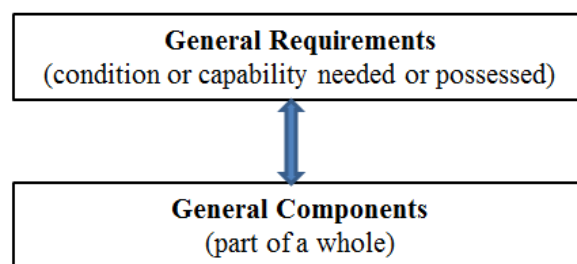 General Requirements
(condition or capability needed or possessed)
General Components
(part of a whole)